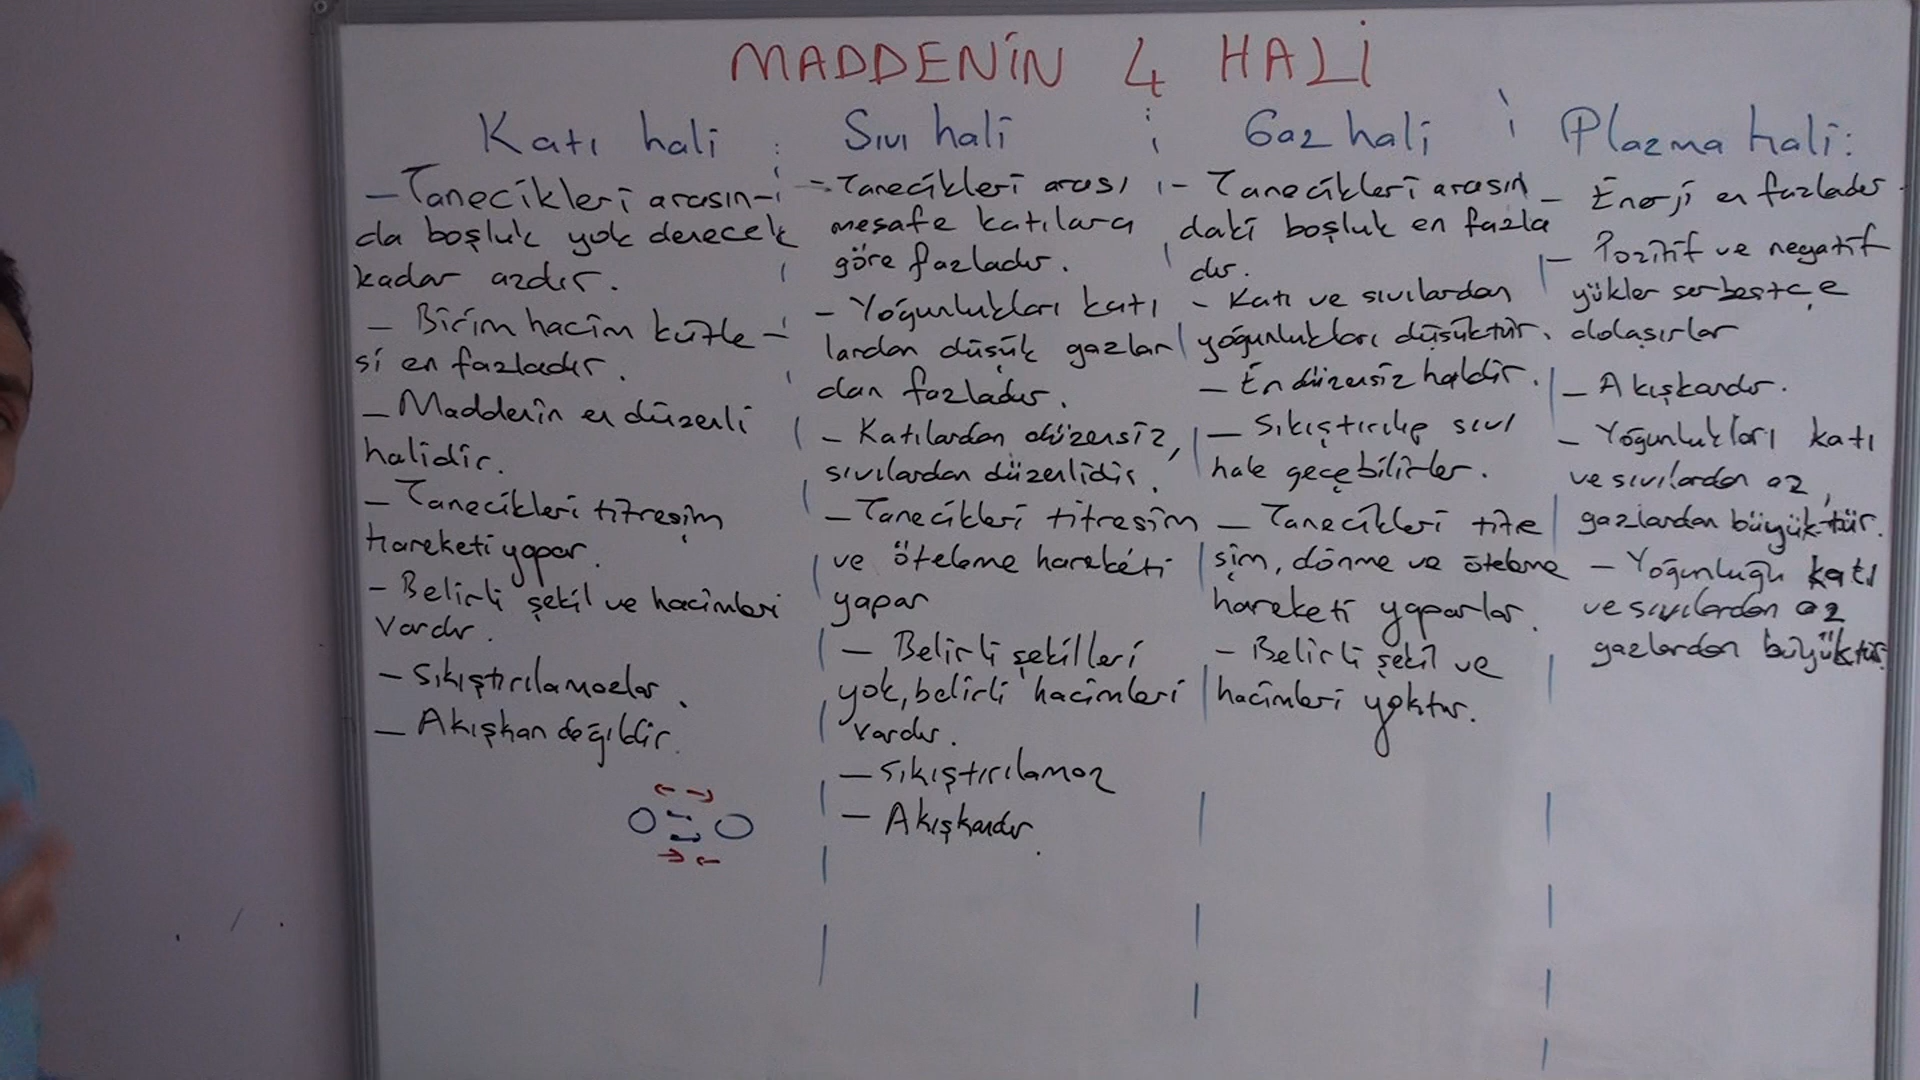 MADDENİN 4 HALİ
Katı hali
- Tanecikleri arasın-
da boşluk yok denecek
kadar azdır.
- Birim hacim kütle-
si en fazladır.
- Maddenin en düzenli
halidir.
- Tanecikleri titreşim
hareketi yapar.
- Belirli şekil ve hacimleri
vardır.
- Sıkıştırılamazlar.
- Akışkan değildir.
Sıvı hali
- Tanecikleri arası
mesafe katılara
göre fazladır.
- Yoğunlukları katı
lardan düşük gazlar
dan fazladır.
- Katılardan düzensiz,
sıvılardan düzenlidir.
- Tanecikleri titreşim
ve öteleme hareketi
yapar
- Belirli şekilleri
yok, belirli hacimleri
vardır.
- Sıkıştırılamaz
- Akışkandır.
Gaz hali
- Tanecikleri arasın
daki boşluk en fazla
dır.
- Katı ve sıvılardan
yoğunlukları düşüktür.
- En düzensiz haldir.
- Sıkıştırılıp sıvı
hale geçebilirler.
- Tanecikleri titre
şim, dönme ve öteleme
hareketi yaparlar.
- Belirli şekil ve
hacimleri yoktur.
Plazma hali:
- Enerji en fazladır.
- Pozitif ve negatif
yükler serbestçe
dolaşırlar
- Akışkandır.
- Yoğunlukları katı
ve sıvılardan az,
gazlardan büyüktür.
- Yoğunluğu katı
ve sıvılardan az
gazlardan büyüktür.